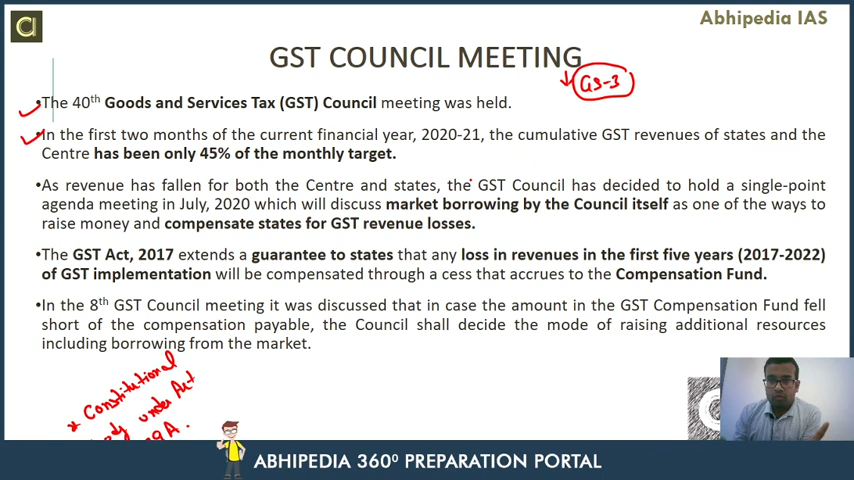 Abhipedia IAS
GST COUNCIL MEETING
GS-3
•The 40th Goods and Services Tax (GST) Council meeting was held.
•In the first two months of the current financial year, 2020-21, the cumulative GST revenues of states and the
Centre has been only 45% of the monthly target.
•As revenue has fallen for both the Centre and states, the GST Council has decided to hold a single-point
agenda meeting in July, 2020 which will discuss market borrowing by the Council itself as one of the ways to
raise money and compensate states for GST revenue losses.
•The GST Act, 2017 extends a guarantee to states that any loss in revenues in the first five years (2017-2022)
of GST implementation will be compensated through a cess that accrues to the Compensation Fund.
•In the 8th GST Council meeting it was discussed that in case the amount in the GST Compensation Fund fell
short of the compensation payable, the Council shall decide the mode of raising additional resources
including borrowing from the market.
* Constitutional
under Act
ABHIPEDIA 360⁰ PREPARATION PORTAL